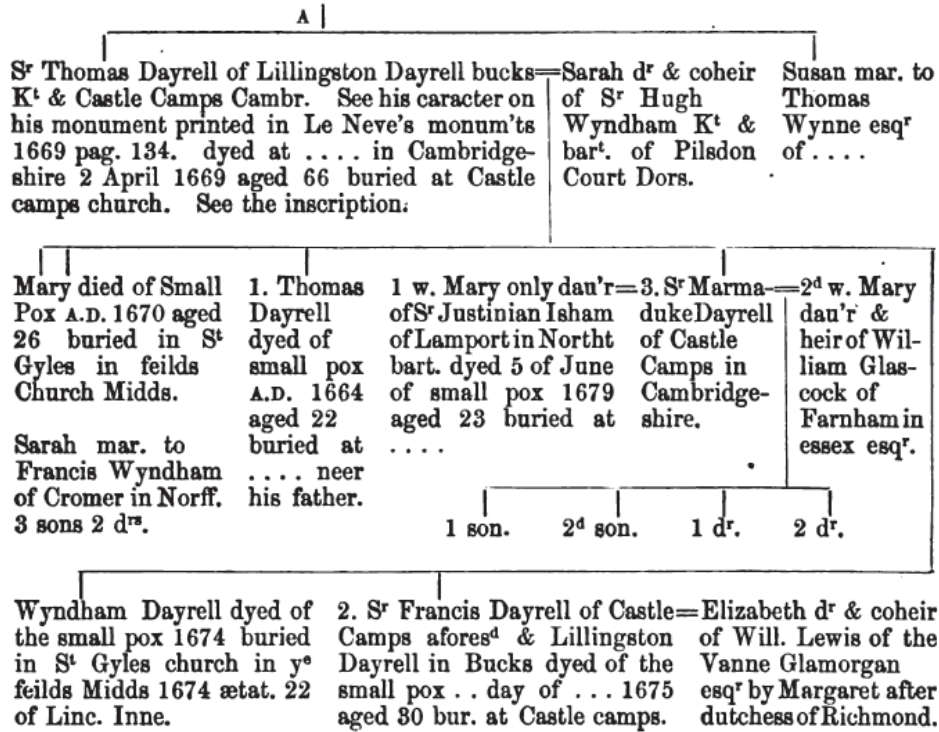 A
Sʳ Thomas Dayrell of Lillingston Dayrell bucks=
Kᵗ & Castle Camps Cambr. See his caracter on
his monument printed in Le Neve's monum'ts
1669 pag. 134. dyed at .... in Cambridge-
shire 2 April 1669 aged 66 buried at Castle
camps church. See the inscription.
Sarah dʳ & coheir
of Sʳ Hugh
Wyndham Kᵗ &
barᵗ. of Pilsdon
Court Dors.
Susan mar. to
Thomas
Wynne esqʳ
of ....
Mary died of Small
Pox A.D. 1670 aged
26 buried in Sᵗ
Gyles in feilds
Church Midds.
Sarah mar. to
Francis Wyndham
of Cromer in Norff.
3 sons 2 dʳˢ.
1. Thomas
Dayrell
dyed of
small pox
A.D. 1664
aged 22
buried at
.... neer
his father.
1 w. Mary only dau'r=
of Sʳ Justinian Isham
of Lamport in Northt
bart. dyed 5 of June
of small pox 1679
aged 23 buried at
....
3. Sʳ Marma-=
duke Dayrell
of Castle
Camps in
Cambridge-
shire.
2ᵈ w. Mary
dau'r &
heir of Wil-
liam Glas-
cock of
Farnham in
essex esqʳ.
1 son. 2ᵈ son. 1 dʳ. 2 dʳ.
Wyndham Dayrell dyed of
the small pox 1674 buried
in Sᵗ Gyles church in yᵉ
feilds Midds 1674 ætat. 22
of Linc. Inne.
2. Sʳ Francis Dayrell of Castle=
Camps aforesᵈ & Lillingston
Dayrell in Bucks dyed of the
small pox .. day of ... 1675
aged 30 bur. at Castle camps.
Elizabeth dʳ & coheir
of Will. Lewis of the
Vanne Glamorgan
esqʳ by Margaret after
dutchess of Richmond.